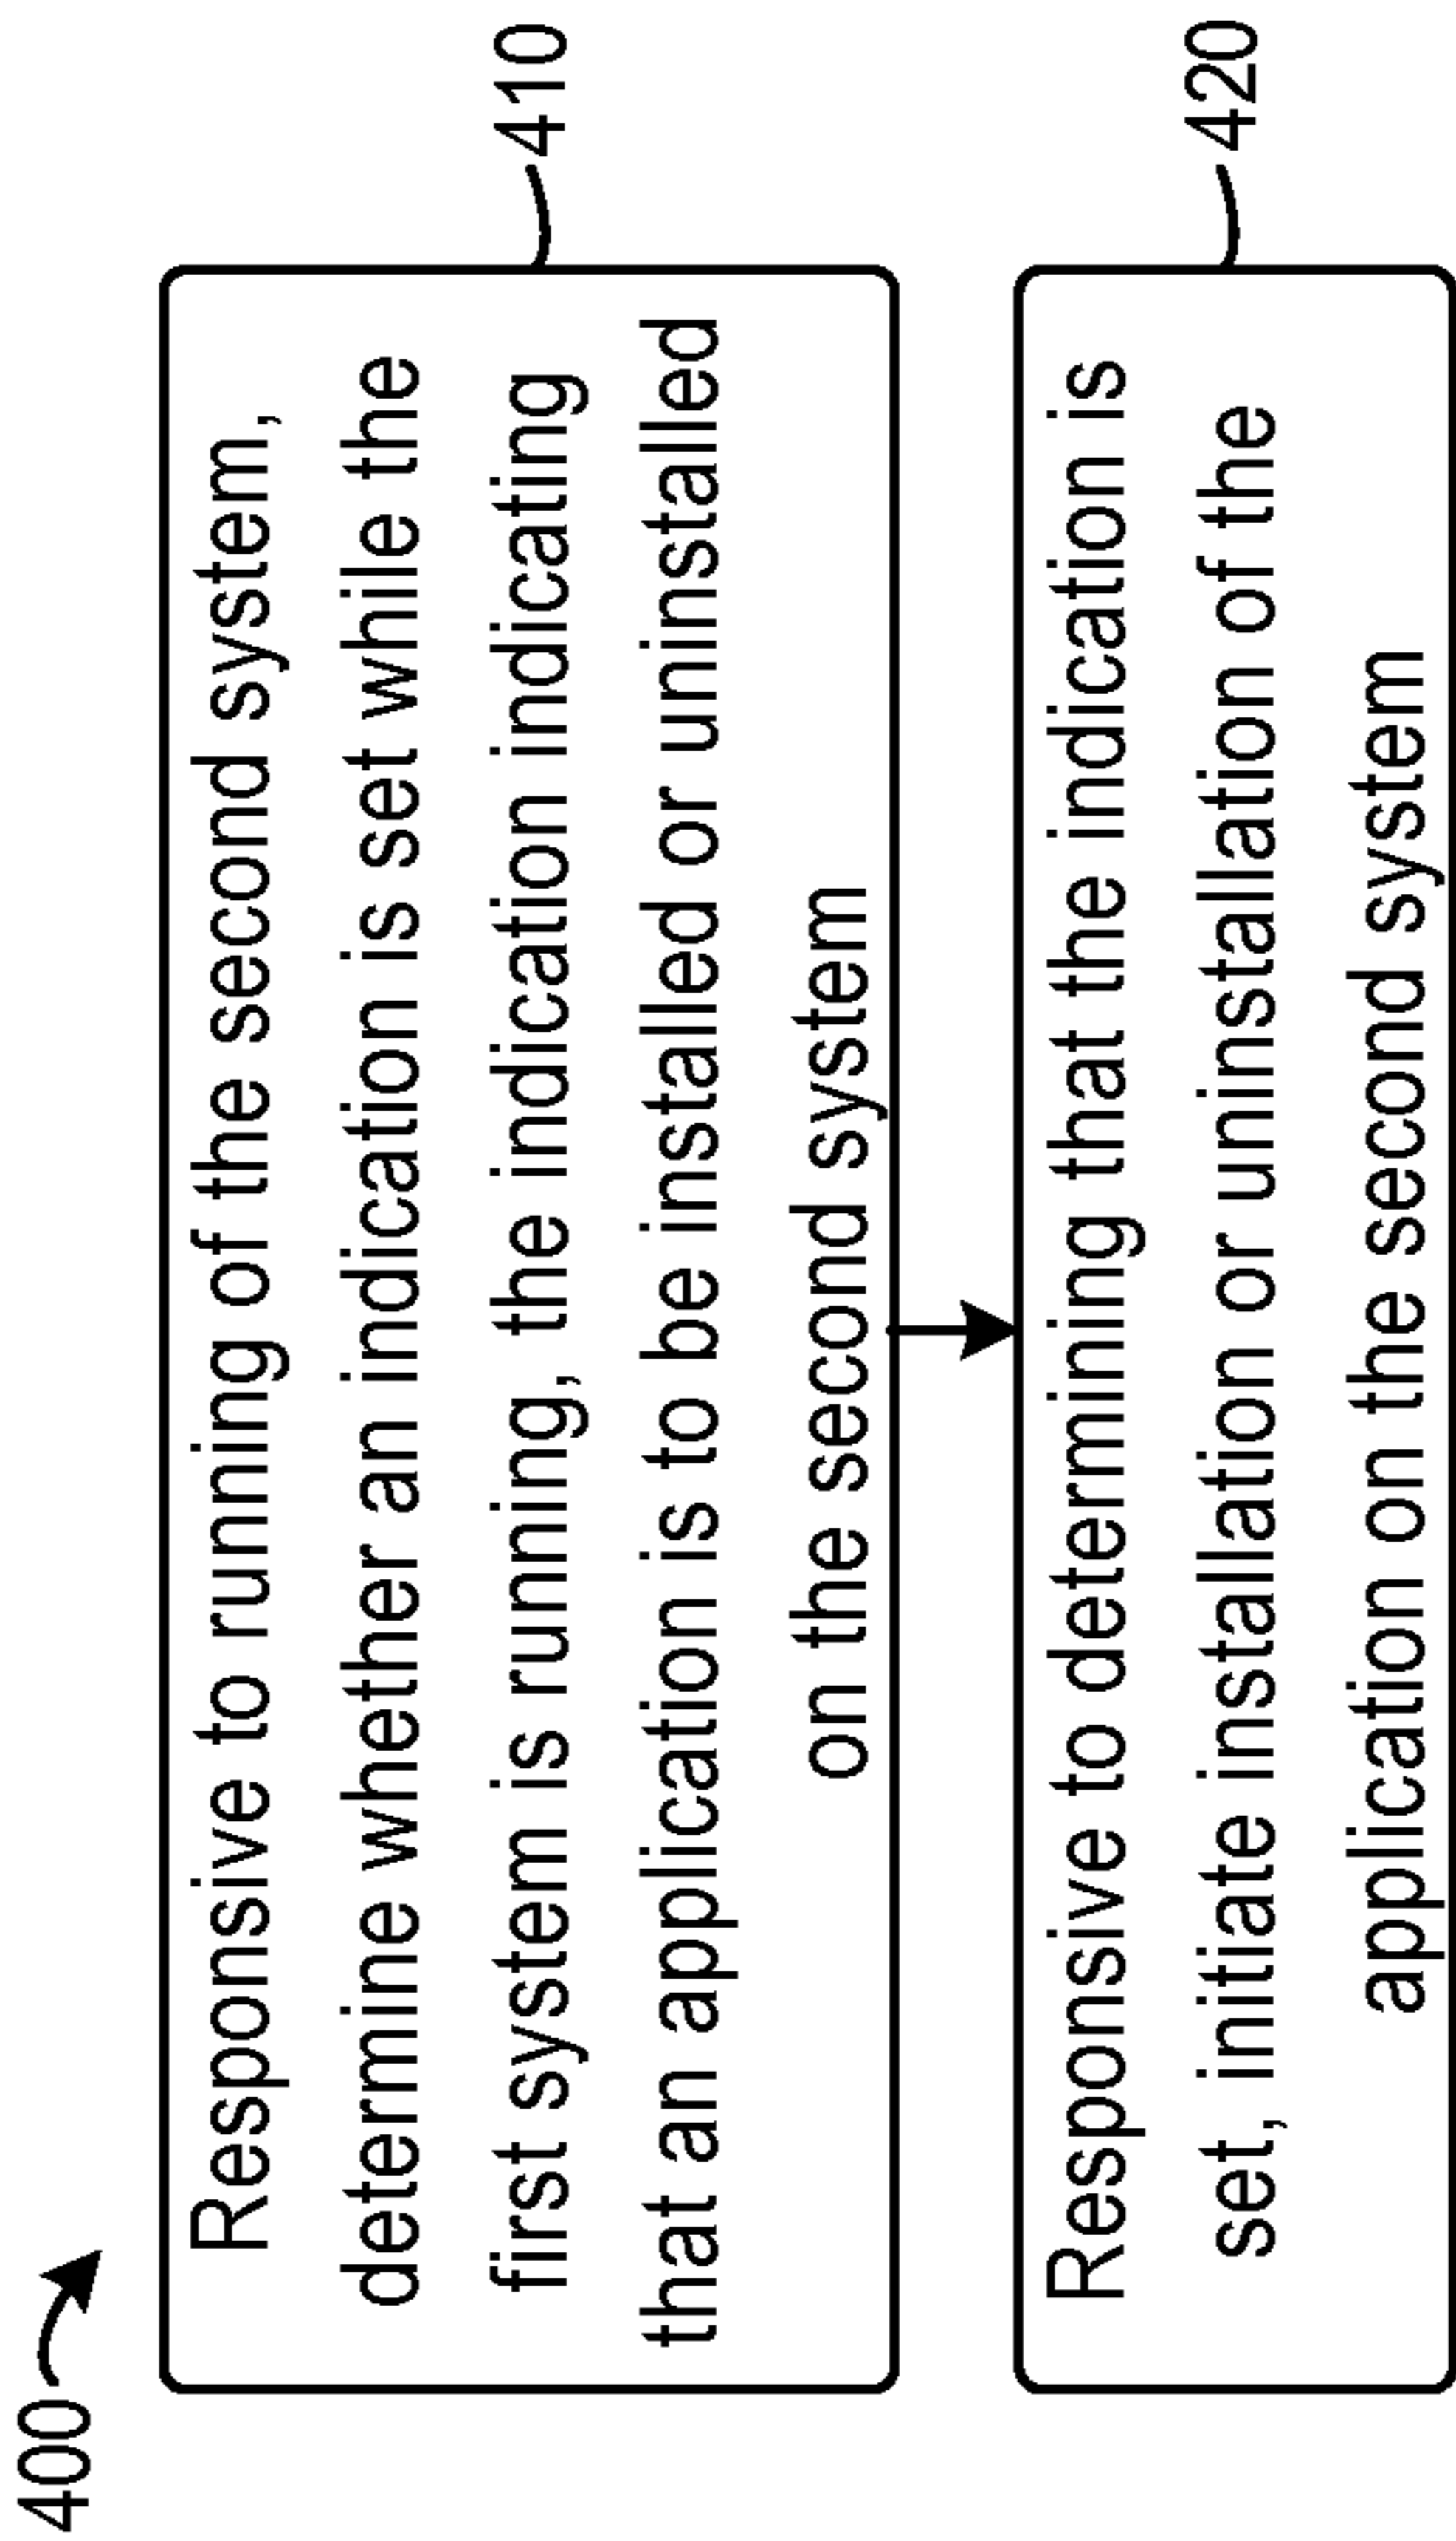 400
Responsive to running of the second system,
determine whether an indication is set while the
first system is running, the indication indicating
that an application is to be installed or uninstalled
on the second system
410
Responsive to determining that the indication is
set, initiate installation or uninstallation of the
application on the second system
420